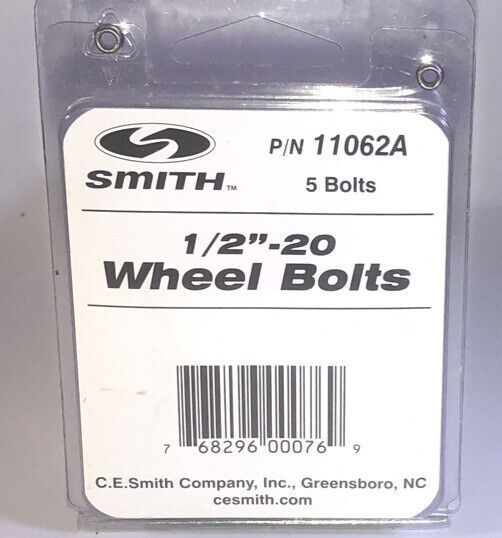 SMITH™
P/N 11062A
5 Bolts
1/2"-20
Wheel Bolts
7 68296 00076 9
C.E.Smith Company, Inc., Greensboro, NC
cesmith.com